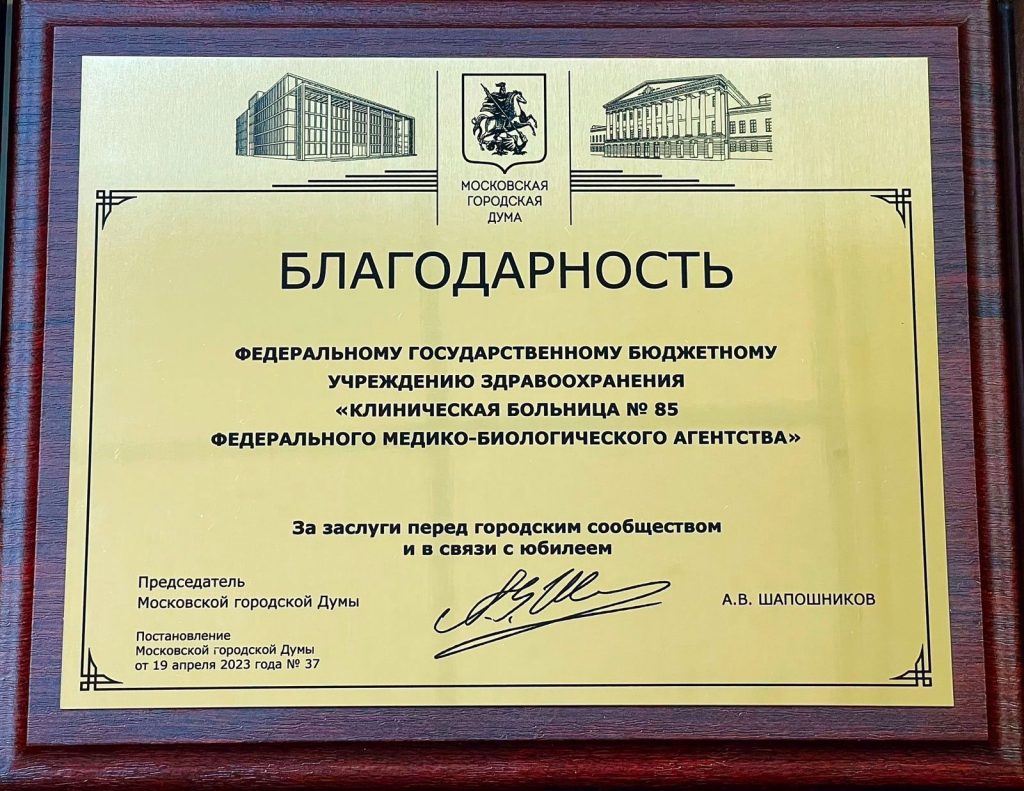 МОСКОВСКАЯ
ГОРОДСКАЯ
ДУМА
БЛАГОДАРНОСТЬ
ФЕДЕРАЛЬНОМУ ГОСУДАРСТВЕННОМУ БЮДЖЕТНОМУ
УЧРЕЖДЕНИЮ ЗДРАВООХРАНЕНИЯ
«КЛИНИЧЕСКАЯ БОЛЬНИЦА № 85
ФЕДЕРАЛЬНОГО МЕДИКО-БИОЛОГИЧЕСКОГО АГЕНТСТВА»
За заслуги перед городским сообществом
и в связи с юбилеем
Председатель
Московской городской Думы
А.В. ШАПОШНИКОВ
Постановление
Московской городской Думы
от 19 апреля 2023 года № 37